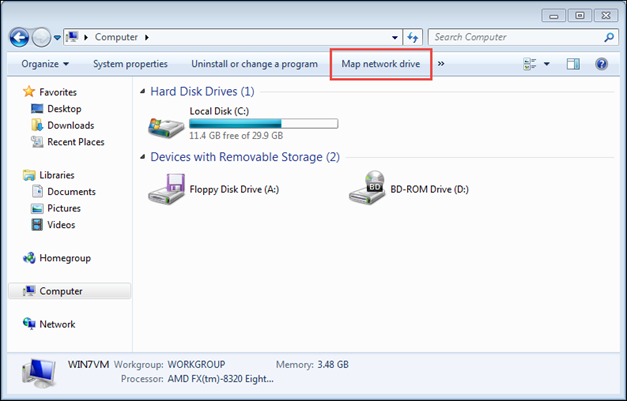 Computer
Search Computer
Organize System properties Uninstall or change a program Map network drive »
Favorites
Desktop
Downloads
Recent Places
Libraries
Documents
Pictures
Videos
Homegroup
Computer
Network
Hard Disk Drives (1)
Local Disk (C:)
11.4 GB free of 29.9 GB
Devices with Removable Storage (2)
Floppy Disk Drive (A:)
BD
BD-ROM Drive (D:)
WIN7VM Workgroup: WORKGROUP Memory: 3.48 GB
Processor: AMD FX(tm)-8320 Eight...